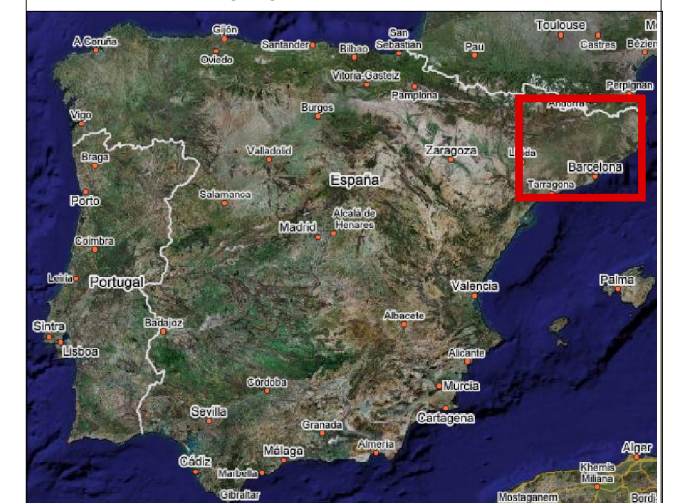 Toulouse
Gijón
San
Sebastián
A Coruña
Santander
Bilbao
Pau
Castres
Oviedo
Vitoria-Gasteiz
Perpignan
Pamplona
Andorra
Burgos
Vigo
Braga
Valladolid
Zaragoza
Barcelona
España
Tarragona
Porto
Salamanca
Alcalá de
Henares
Madrid
Coimbra
Leiria
Portugal
Valencia
Palma
Sintra
Lisboa
Badajoz
Albacete
Alicante
Córdoba
Murcia
Sevilla
Cartagena
Granada
Almería
Málaga
Cádiz
Marbella
Gibraltar
Alger
Khemis
Miliana
Mostaganem